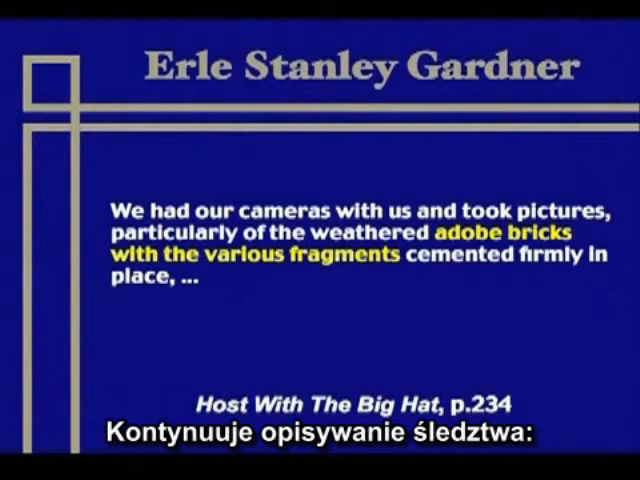 Erle Stanley Gardner
We had our cameras with us and took pictures,
particularly of the weathered adobe bricks
with the various fragments cemented firmly in
place, ...
Host With The Big Hat, p.234
Kontynuuje opisywanie śledztwa: